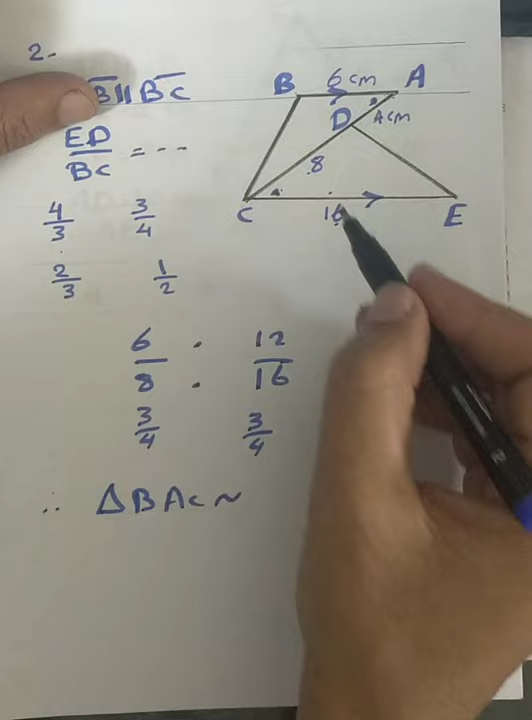 2-
B // BC
ED/BC = ---
4/3 3/4
2/3 1/2
B 6cm A
D 4cm
8
C 16 E
6/8 : 12/16
3/4 3/4
∴ ΔBAC ~